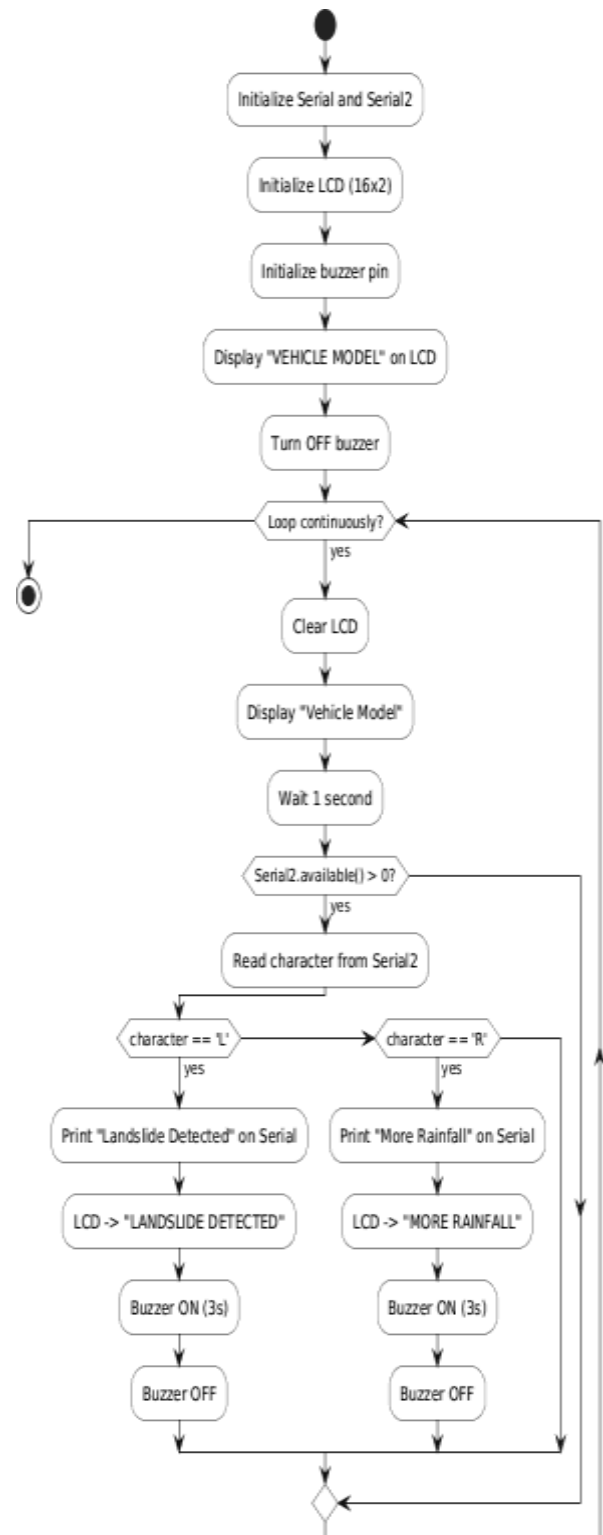 Initialize Serial and Serial2
Initialize LCD (16x2)
Initialize buzzer pin
Display "VEHICLE MODEL" on LCD
Turn OFF buzzer
Loop continuously?
yes
Clear LCD
Display "Vehicle Model"
Wait 1 second
Serial2.available() > 0?
yes
Read character from Serial2
character == 'L'
yes
character == 'R'
yes
Print "Landslide Detected" on Serial
Print "More Rainfall" on Serial
LCD -> "LANDSLIDE DETECTED"
LCD -> "MORE RAINFALL"
Buzzer ON (3s)
Buzzer ON (3s)
Buzzer OFF
Buzzer OFF